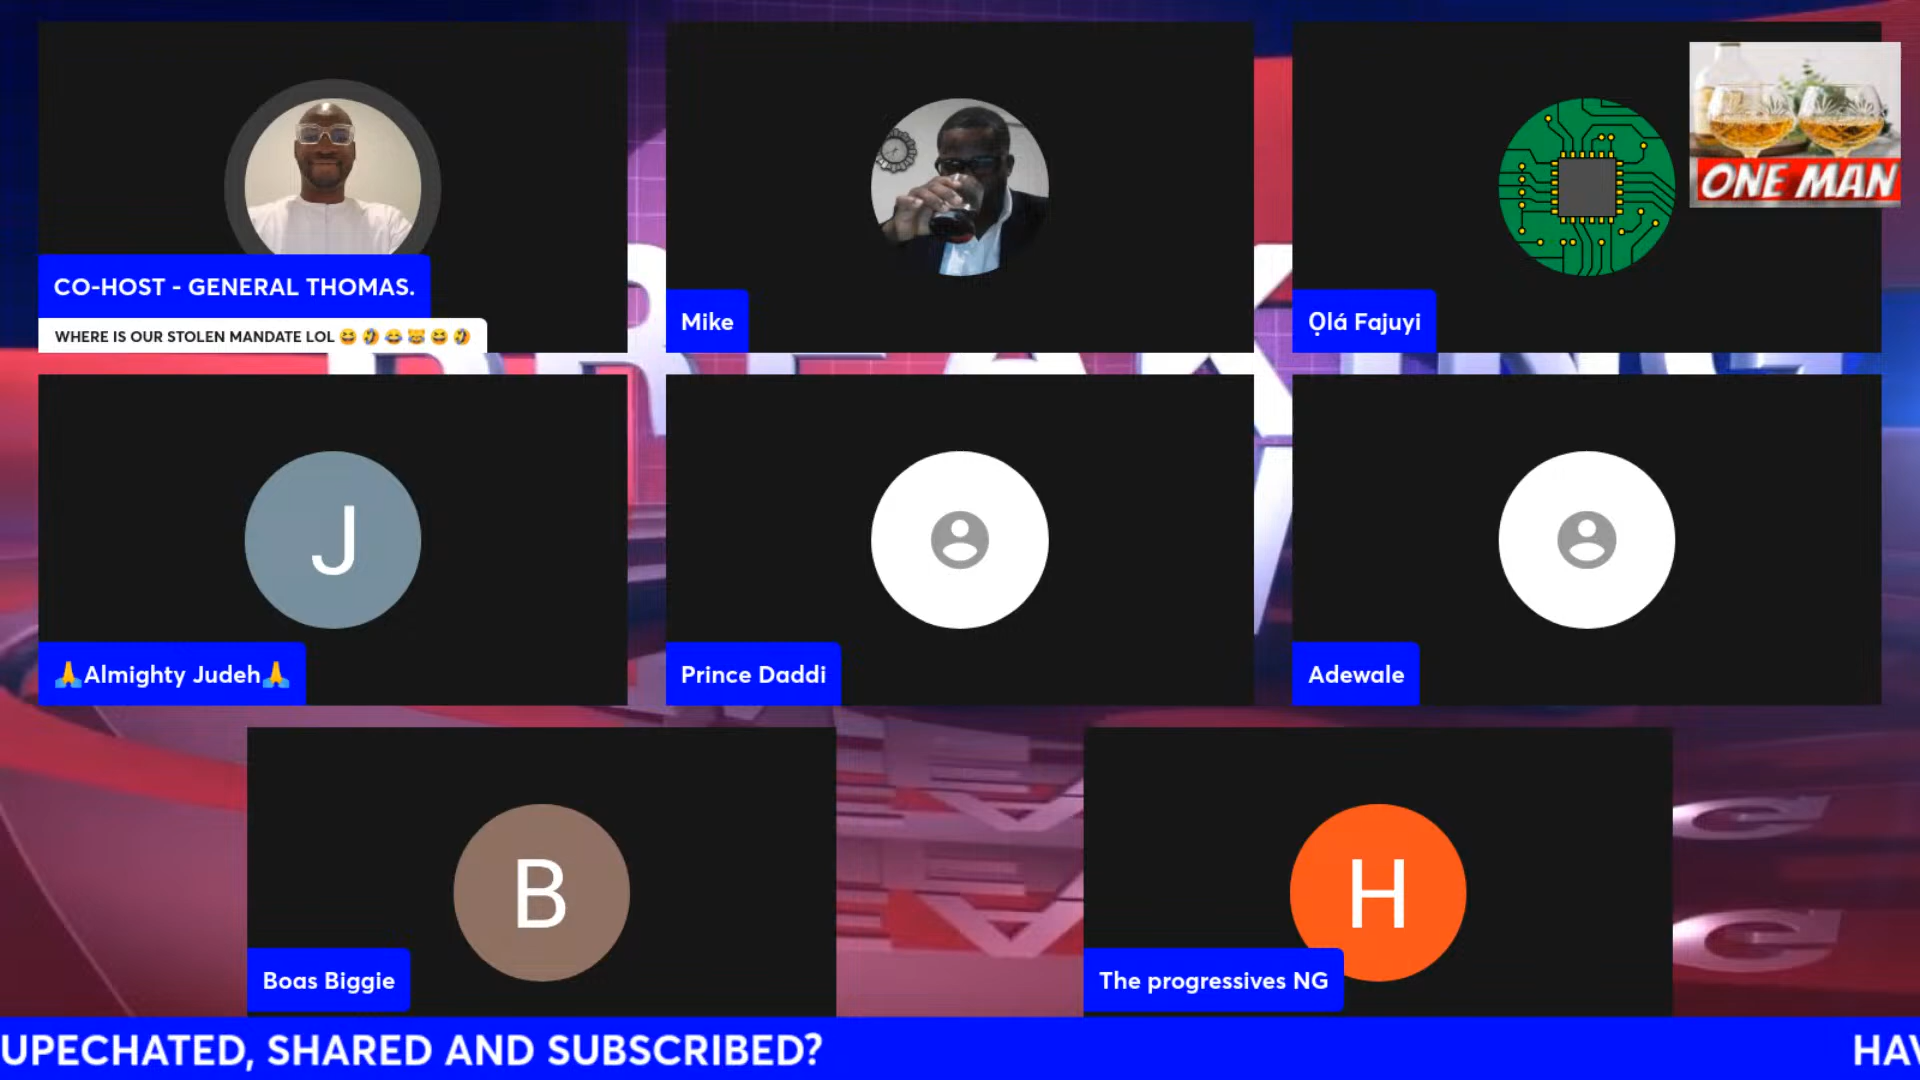 ONE MAN
CO-HOST - GENERAL THOMAS.
WHERE IS OUR STOLEN MANDATE LOL 😆🤣😂😹😆🤣
Mike
Ọlá Fajuyi
J
🙏Almighty Judeh🙏
Prince Daddi
Adewale
B
Boas Biggie
H
The progressives NG
UPECHATED, SHARED AND SUBSCRIBED?
HAV